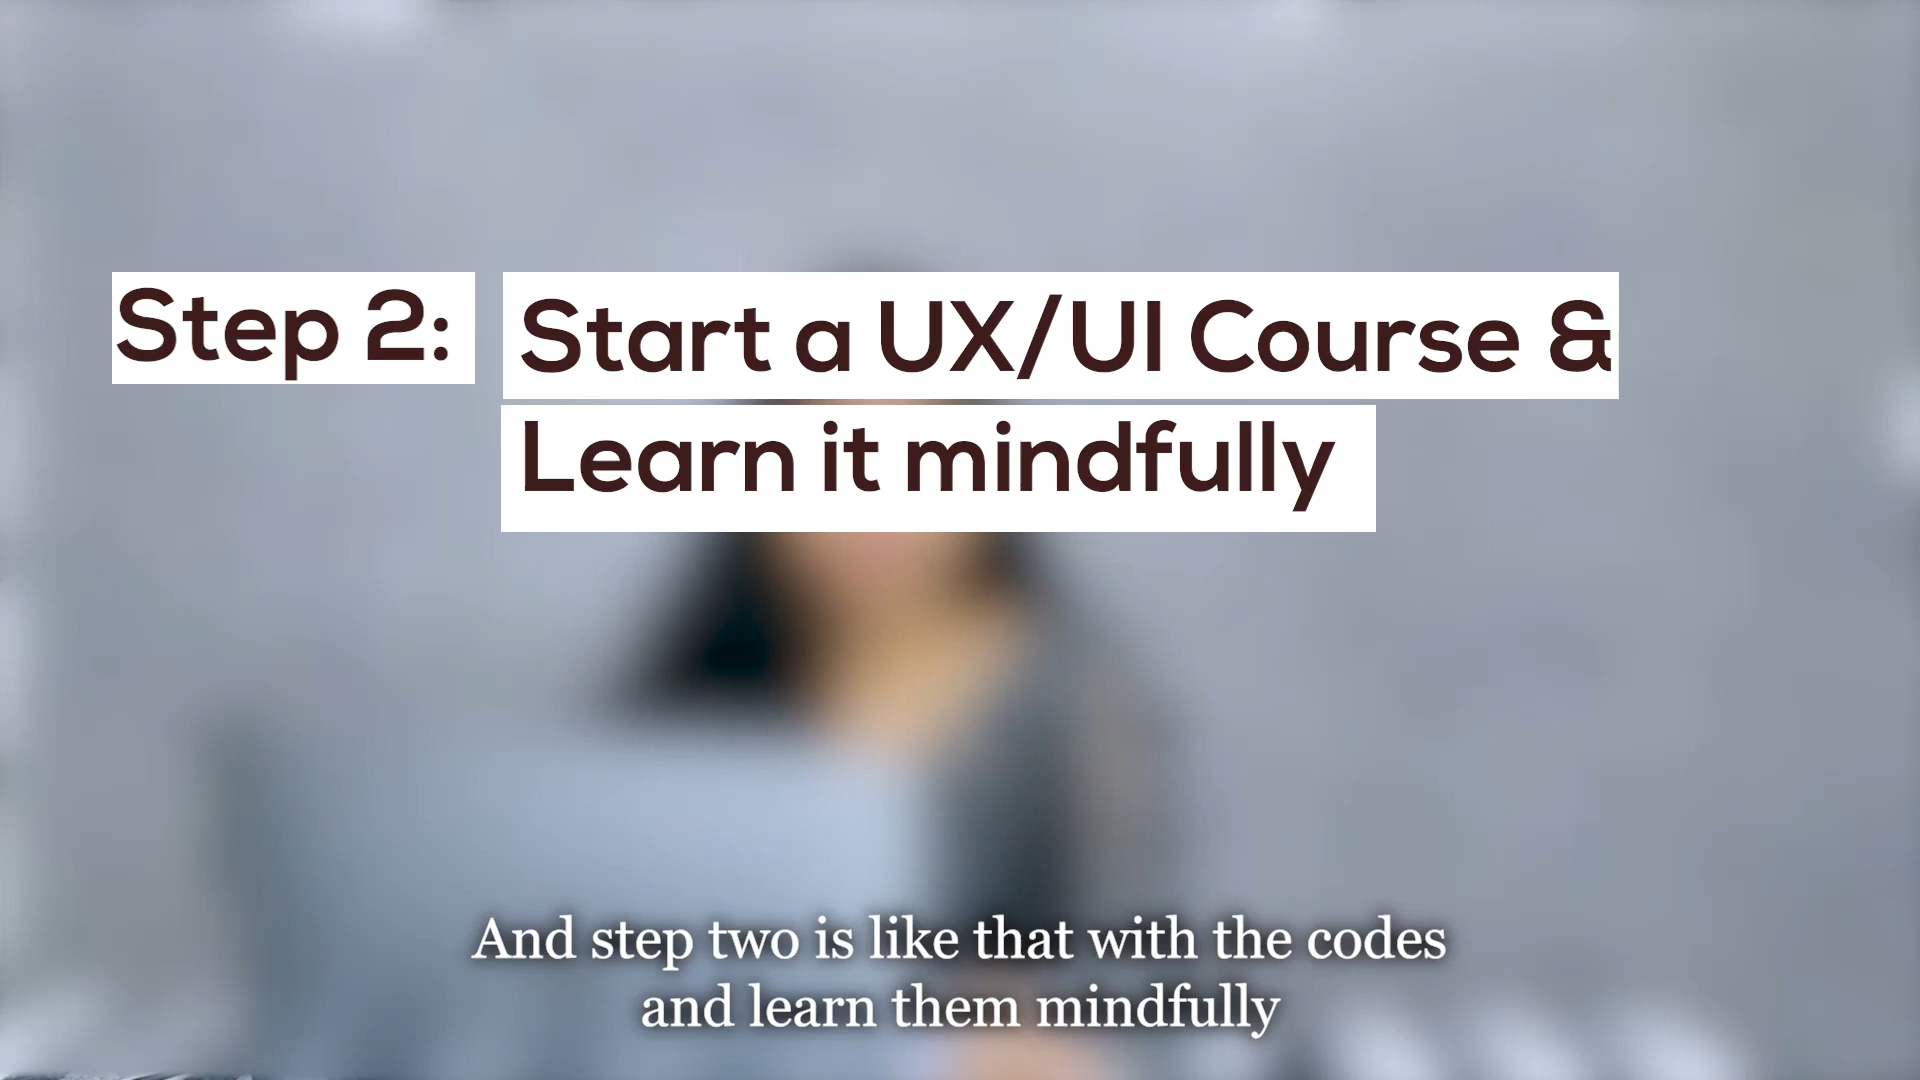 Step 2: Start a UX/UI Course &
Learn it mindfully
And step two is like that with the codes
and learn them mindfully